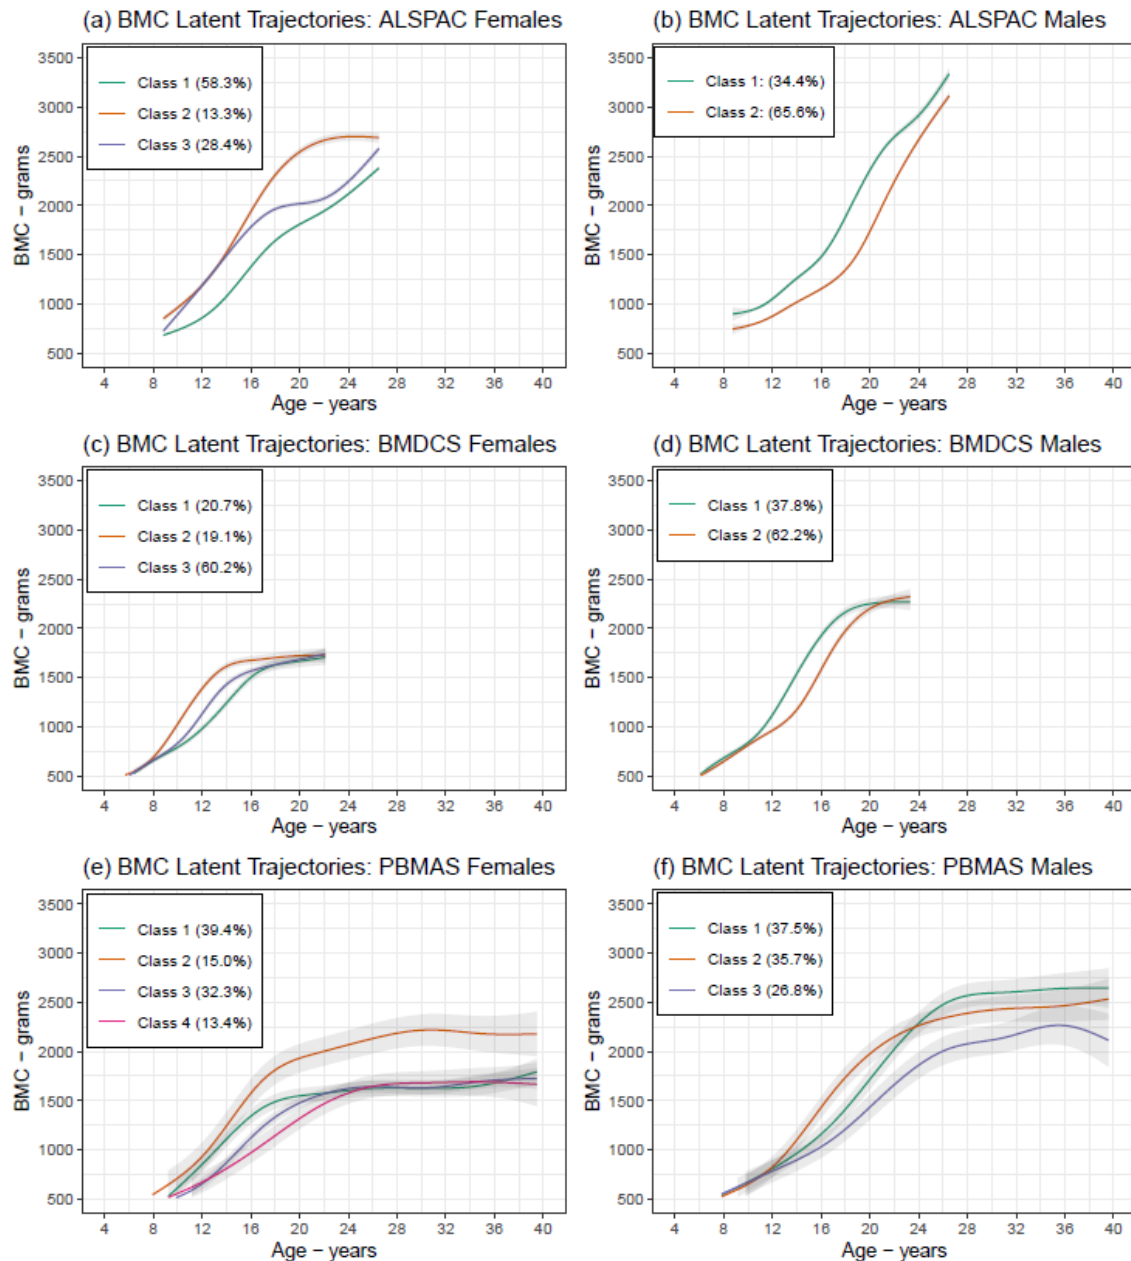 (a) BMC Latent Trajectories: ALSPAC Females
3500
3000
2500
2000
1500
1000
500
BMC – grams
Class 1 (58.3%)
Class 2 (13.3%)
Class 3 (28.4%)
4 8 12 16 20 24 28 32 36 40
Age – years
(b) BMC Latent Trajectories: ALSPAC Males
3500
3000
2500
2000
1500
1000
500
BMC – grams
Class 1: (34.4%)
Class 2: (65.6%)
4 8 12 16 20 24 28 32 36 40
Age – years
(c) BMC Latent Trajectories: BMDCS Females
3500
3000
2500
2000
1500
1000
500
BMC – grams
Class 1 (20.7%)
Class 2 (19.1%)
Class 3 (60.2%)
4 8 12 16 20 24 28 32 36 40
Age – years
(d) BMC Latent Trajectories: BMDCS Males
3500
3000
2500
2000
1500
1000
500
BMC – grams
Class 1 (37.8%)
Class 2 (62.2%)
4 8 12 16 20 24 28 32 36 40
Age – years
(e) BMC Latent Trajectories: PBMAS Females
3500
3000
2500
2000
1500
1000
500
BMC – grams
Class 1 (39.4%)
Class 2 (15.0%)
Class 3 (32.3%)
Class 4 (13.4%)
4 8 12 16 20 24 28 32 36 40
Age – years
(f) BMC Latent Trajectories: PBMAS Males
3500
3000
2500
2000
1500
1000
500
BMC – grams
Class 1 (37.5%)
Class 2 (35.7%)
Class 3 (26.8%)
4 8 12 16 20 24 28 32 36 40
Age – years